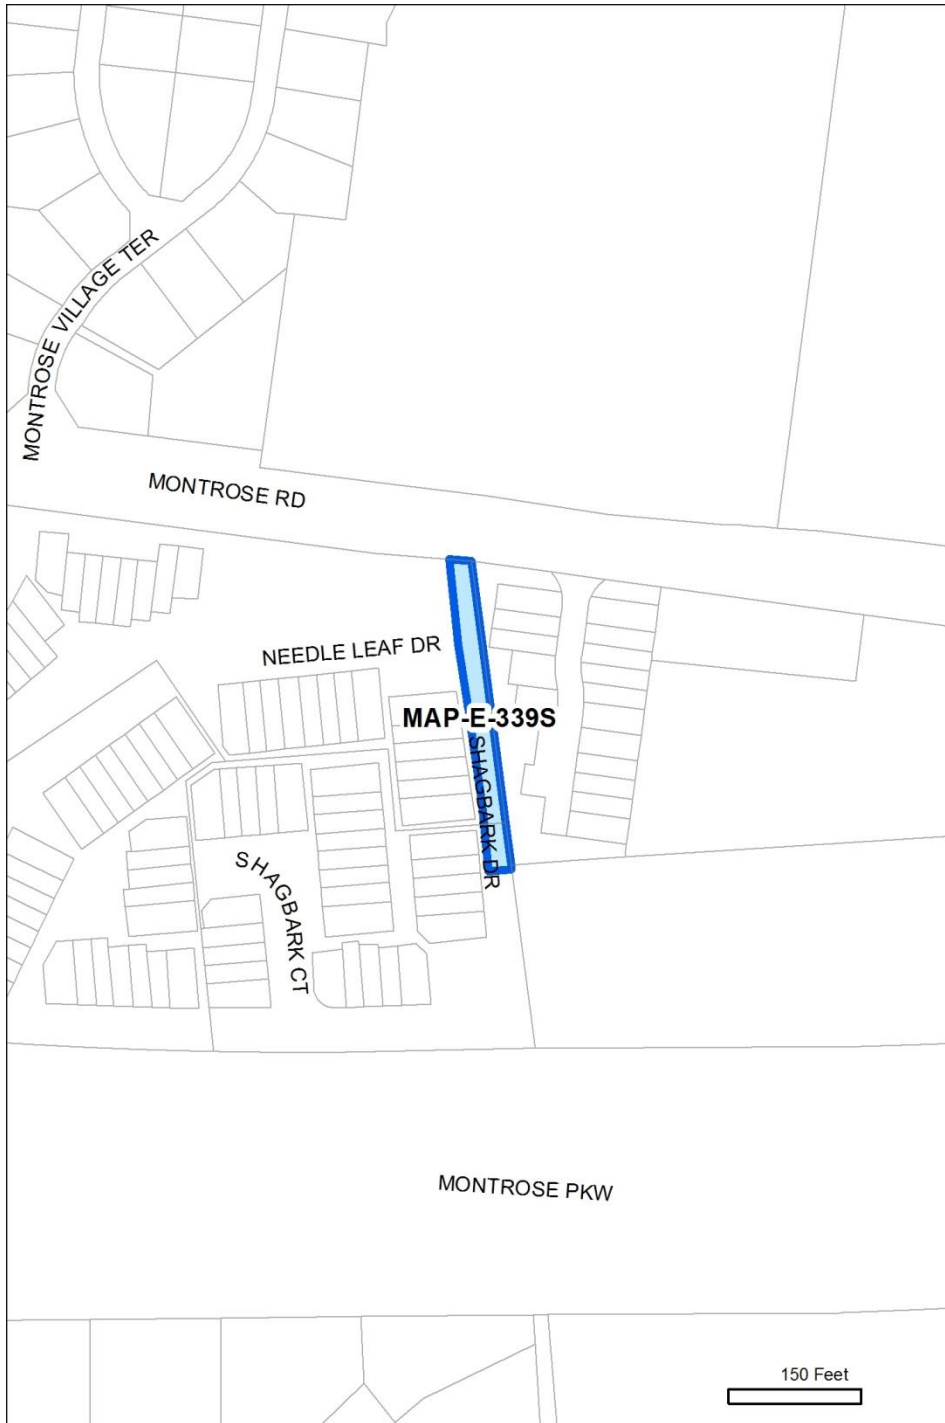 MONTROSE VILLAGE TER
MONTROSE RD
NEEDLE LEAF DR
MAP-E-339S
SHAGBARK DR
SHAGBARK CT
MONTROSE PKW
150 Feet